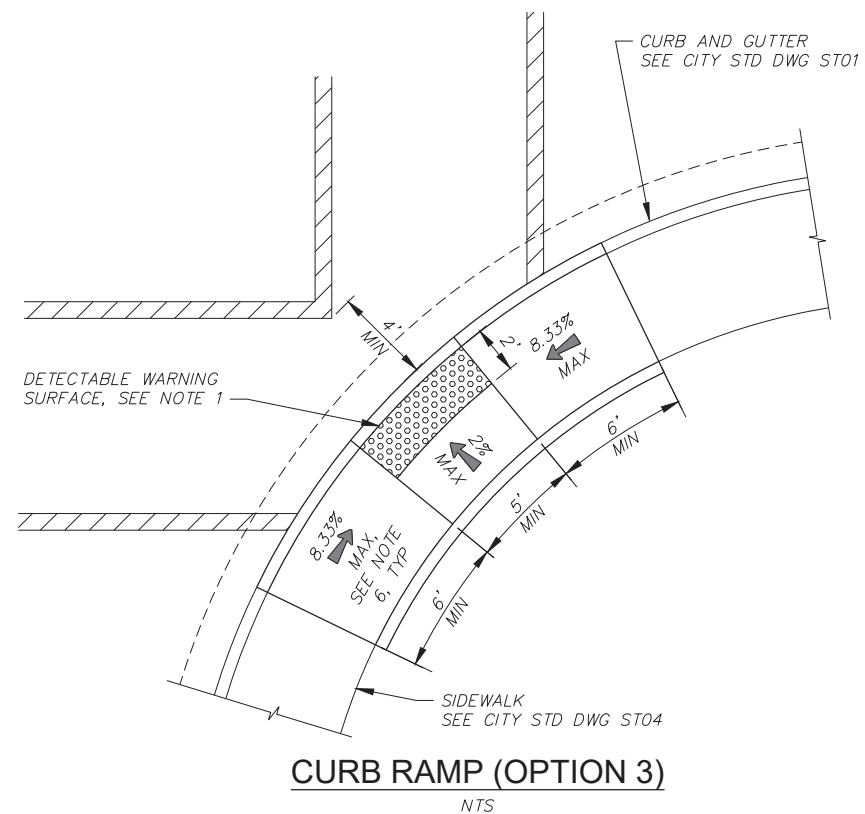 CURB AND GUTTER
SEE CITY STD DWG ST01
4'
MIN
2'
8.33%
MAX
DETECTABLE WARNING
SURFACE, SEE NOTE 1
2%
MAX
6'
MIN
5'
MIN
8.33%
MAX,
SEE NOTE
6, TYP
6'
MIN
SIDEWALK
SEE CITY STD DWG ST04
CURB RAMP (OPTION 3)
NTS